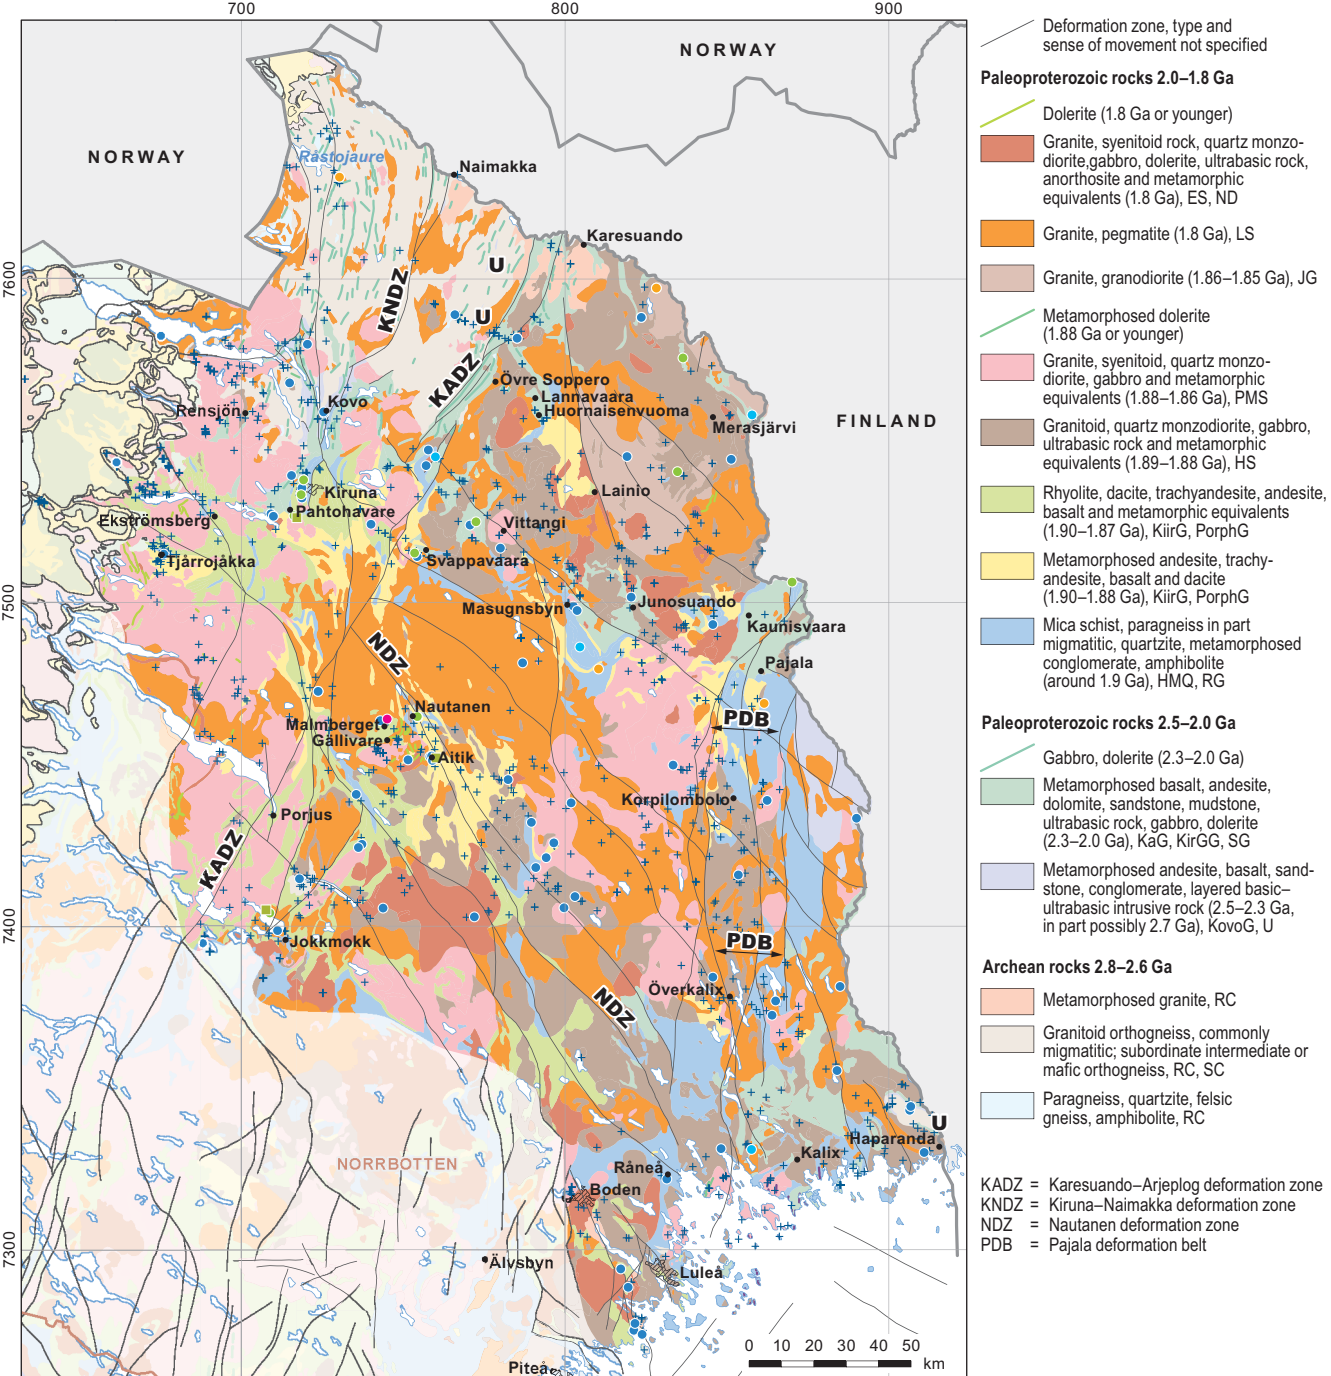 700
800
900
NORWAY
NORWAY
Råstojaure
Naimakka
Karesuando
U
7600
KNDZ
U
KADZ
Övre Soppero
Lannavaara
Huornaisenvuoma
Rensjön
Kovo
Merasjärvi
FINLAND
Kiruna
Lainio
Pahtohavare
Ekströmsberg
Vittangi
Tjårrojåkka
Svappavaara
7500
Masugnsbyn
Junosuando
Kaunisvaara
NDZ
Pajala
Nautanen
PDB
Malmberget
Gällivare
Aitik
Korpilombolo
Porjus
KADZ
7400
Jokkmokk
PDB
Överkalix
NDZ
U
Haparanda
NORRBOTTEN
Kalix
Råneå
Boden
7300
Älvsbyn
Luleå
Piteå
0 10 20 30 40 50
km
Deformation zone, type and
sense of movement not specified
Paleoproterozoic rocks 2.0–1.8 Ga
Dolerite (1.8 Ga or younger)
Granite, syenitoid rock, quartz monzo-
diorite,gabbro, dolerite, ultrabasic rock,
anorthosite and metamorphic
equivalents (1.8 Ga), ES, ND
Granite, pegmatite (1.8 Ga), LS
Granite, granodiorite (1.86–1.85 Ga), JG
Metamorphosed dolerite
(1.88 Ga or younger)
Granite, syenitoid, quartz monzo-
diorite, gabbro and metamorphic
equivalents (1.88–1.86 Ga), PMS
Granitoid, quartz monzodiorite, gabbro,
ultrabasic rock and metamorphic
equivalents (1.89–1.88 Ga), HS
Rhyolite, dacite, trachyandesite, andesite,
basalt and metamorphic equivalents
(1.90–1.87 Ga), KiirG, PorphG
Metamorphosed andesite, trachy-
andesite, basalt and dacite
(1.90–1.88 Ga), KiirG, PorphG
Mica schist, paragneiss in part
migmatitic, quartzite, metamorphosed
conglomerate, amphibolite
(around 1.9 Ga), HMQ, RG
Paleoproterozoic rocks 2.5–2.0 Ga
Gabbro, dolerite (2.3–2.0 Ga)
Metamorphosed basalt, andesite,
dolomite, sandstone, mudstone,
ultrabasic rock, gabbro, dolerite
(2.3–2.0 Ga), KaG, KirGG, SG
Metamorphosed andesite, basalt, sand-
stone, conglomerate, layered basic–
ultrabasic intrusive rock (2.5–2.3 Ga,
in part possibly 2.7 Ga), KovoG, U
Archean rocks 2.8–2.6 Ga
Metamorphosed granite, RC
Granitoid orthogneiss, commonly
migmatitic; subordinate intermediate or
mafic orthogneiss, RC, SC
Paragneiss, quartzite, felsic
gneiss, amphibolite, RC
KADZ = Karesuando–Arjeplog deformation zone
KNDZ = Kiruna–Naimakka deformation zone
NDZ = Nautanen deformation zone
PDB = Pajala deformation belt